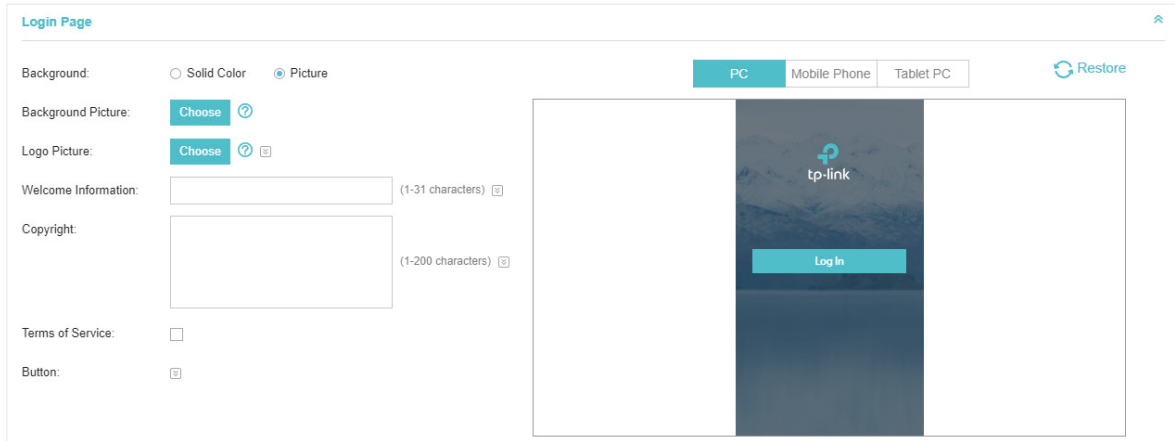 Login Page
Background: Solid Color Picture
Background Picture: Choose ?
Logo Picture: Choose ?
Welcome Information: (1-31 characters)
Copyright: (1-200 characters)
Terms of Service:
Button:
PC Mobile Phone Tablet PC Restore
tp-link
Log In